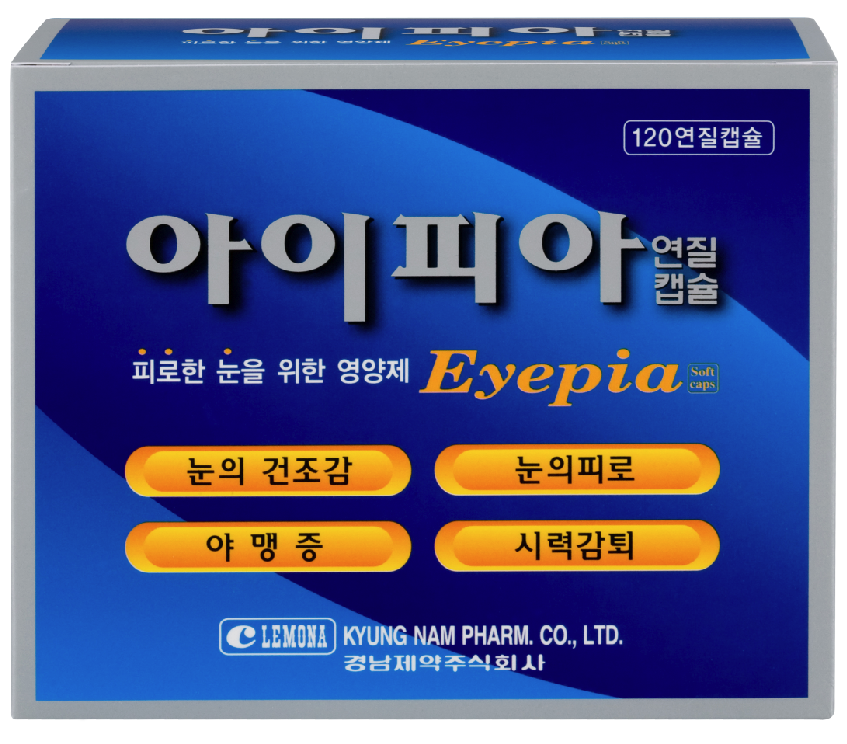 120연질캡슐
아이피아 연질
캡슐
피로한 눈을 위한 영양제 Eyepia Soft
caps
눈의 건조감 눈의피로
야맹증 시력감퇴
LEMONA KYUNG NAM PHARM. CO., LTD.
경남제약주식회사